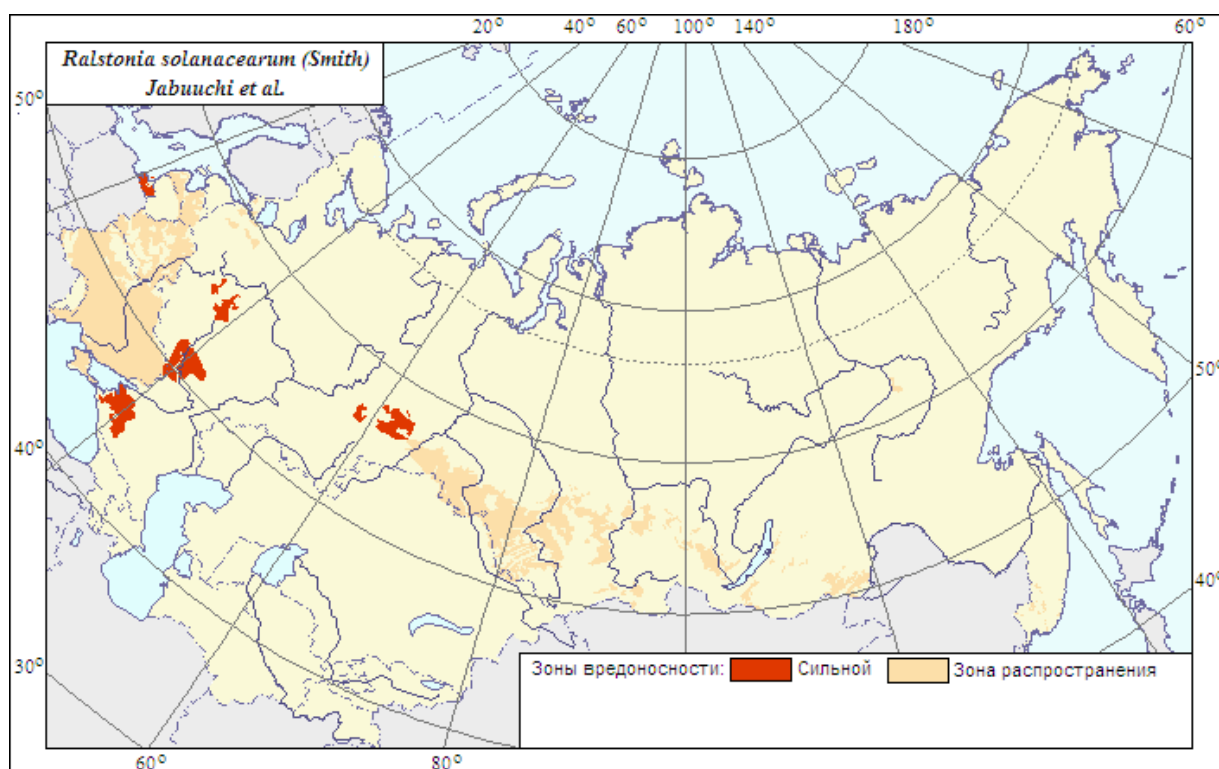 20° 40° 60° 100° 140° 180° 60°
Ralstonia solanacearum (Smith)
Jabuuchi et al.
50°
50°
40°
40°
30°
Зоны вредоносности: Сильной Зона распространения
60° 80°